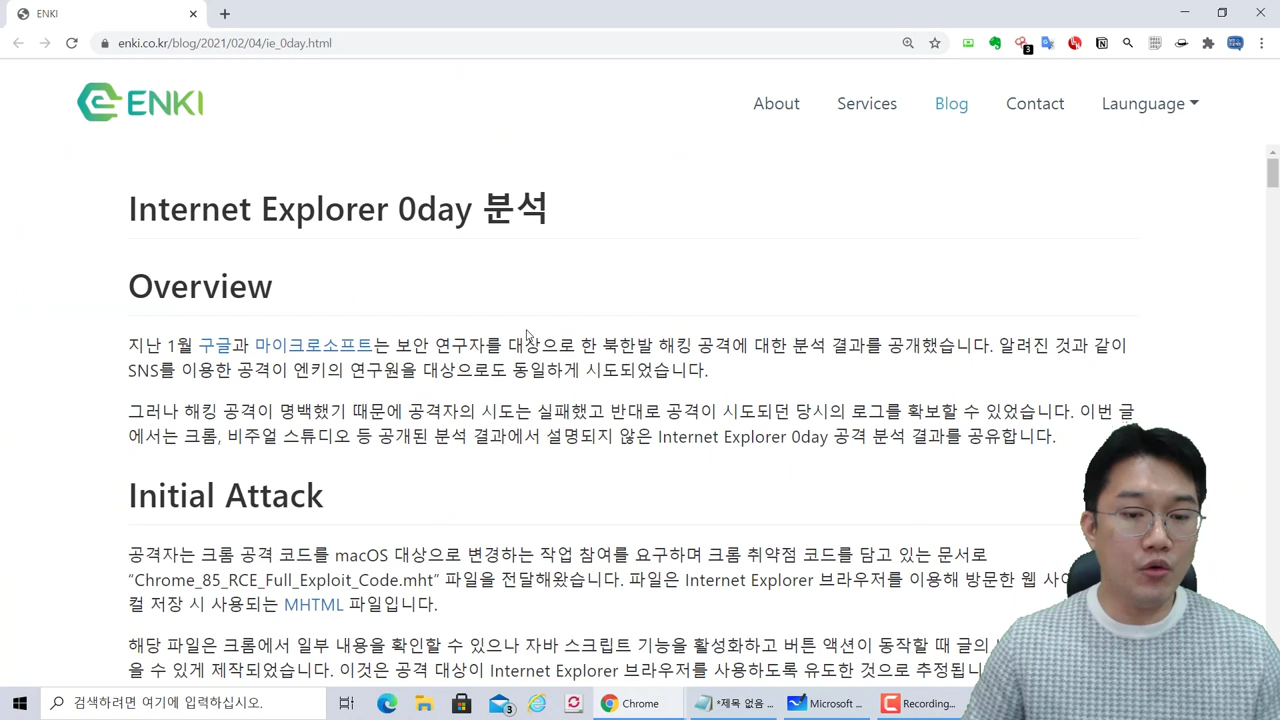 ENKI
enki.co.kr/blog/2021/02/04/ie_0day.html
3
ENKI
About
Services
Blog
Contact
Launguage
Internet Explorer 0day 분석
Overview
지난 1월 구글과 마이크로소프트는 보안 연구자를 대상으로 한 북한발 해킹 공격에 대한 분석 결과를 공개했습니다. 알려진 것과 같이
SNS를 이용한 공격이 엔키의 연구원을 대상으로도 동일하게 시도되었습니다.
그러나 해킹 공격이 명백했기 때문에 공격자의 시도는 실패했고 반대로 공격이 시도되던 당시의 로그를 확보할 수 있었습니다. 이번 글
에서는 크롬, 비주얼 스튜디오 등 공개된 분석 결과에서 설명되지 않은 Internet Explorer 0day 공격 분석 결과를 공유합니다.
Initial Attack
공격자는 크롬 공격 코드를 macOS 대상으로 변경하는 작업 참여를 요구하며 크롬 취약점 코드를 담고 있는 문서로
“Chrome_85_RCE_Full_Exploit_Code.mht” 파일을 전달해왔습니다. 파일은 Internet Explorer 브라우저를 이용해 방문한 웹
컬 저장 시 사용되는 MHTML 파일입니다.
해당 파일은 크롬에서 일부 내용을 확인할 수 있으나 자바 스크립트 기능을 활성화하고 버튼 액션이 동작할 때 글의
을 수 있게 제작되었습니다. 이것은 공격 대상이 Internet Explorer 브라우저를 사용하도록 유도한 것으로
검색하려면 여기에 입력하십시오.
3
Chrome
*제목 없음 ...
Microsoft ...
Recording...